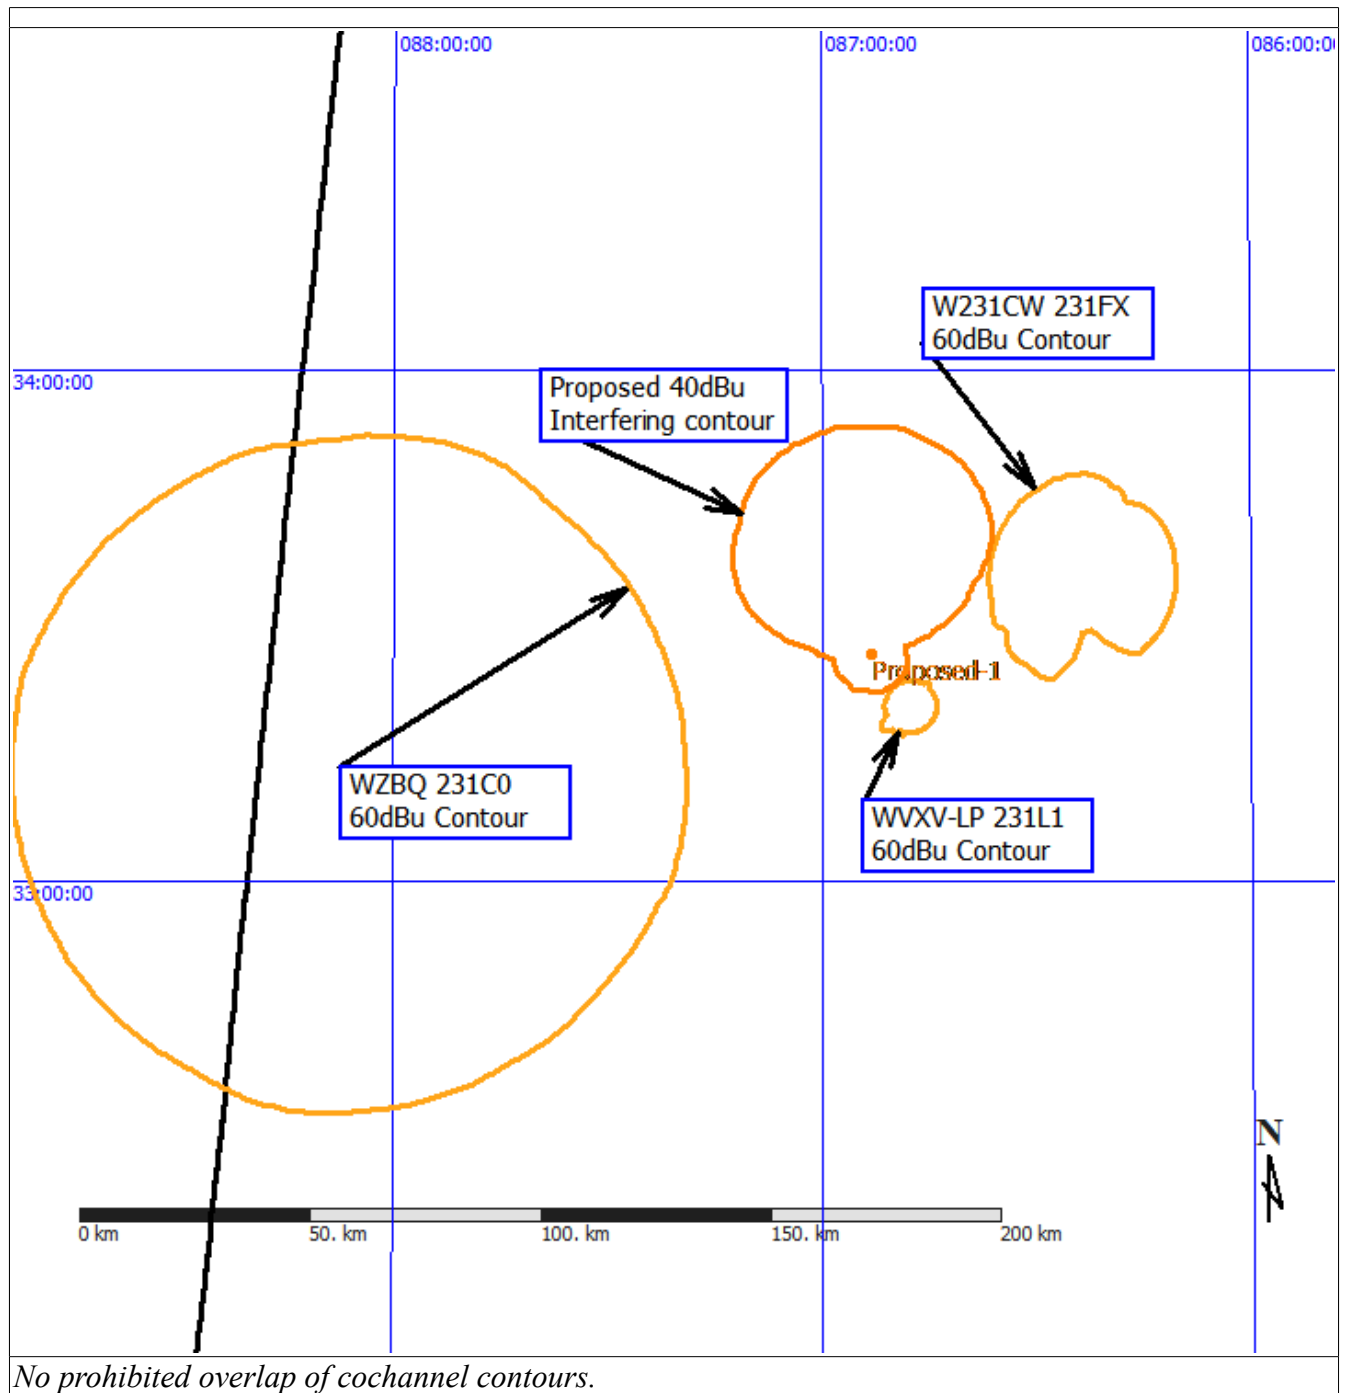 088:00:00
087:00:00
086:00:0
W231CW 231FX
60dBu Contour
34:00:00
Proposed 40dBu
Interfering contour
Proposed-1
WZBQ 231C0
60dBu Contour
WVXV-LP 231L1
60dBu Contour
33:00:00
N
0 km
50. km
100. km
150. km
200 km
No prohibited overlap of cochannel contours.